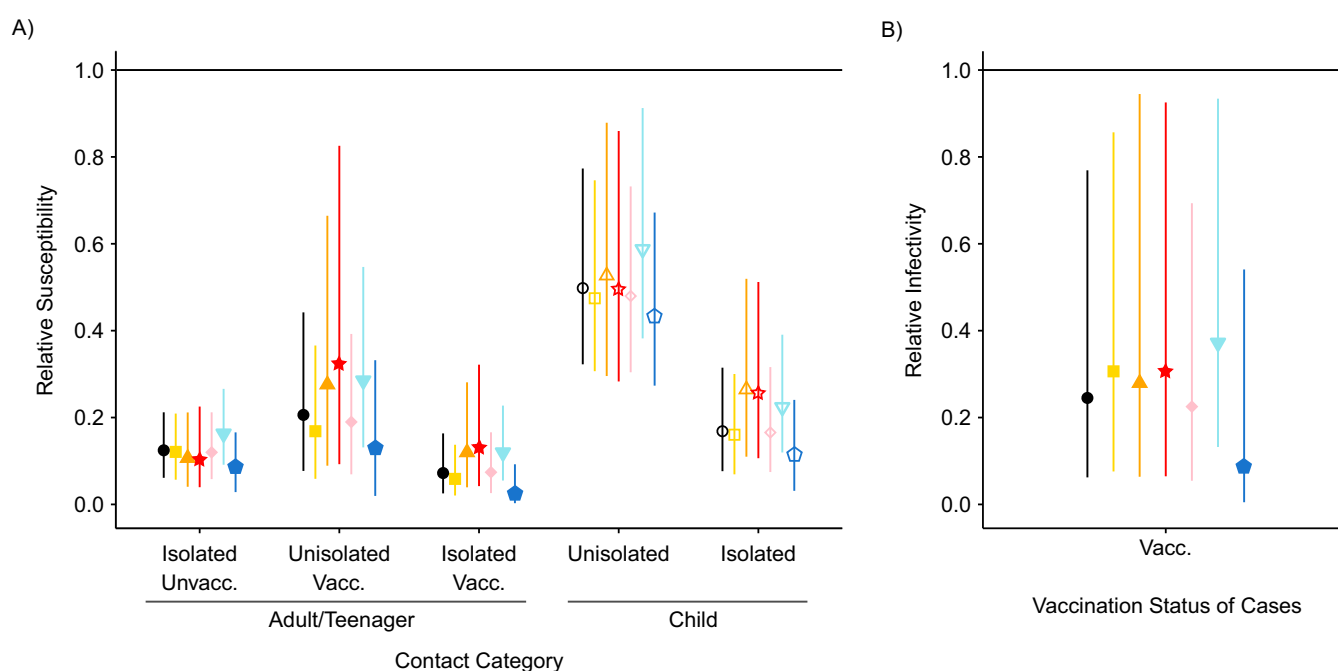 A)
1.0
0.8
0.6
0.4
0.2
0.0
Relative Susceptibility
Isolated
Unvacc.
Unisolated
Vacc.
Isolated
Vacc.
Unisolated
Isolated
Adult/Teenager
Child
Contact Category
B)
1.0
0.8
0.6
0.4
0.2
0.0
Relative Infectivity
Vacc.
Vaccination Status of Cases